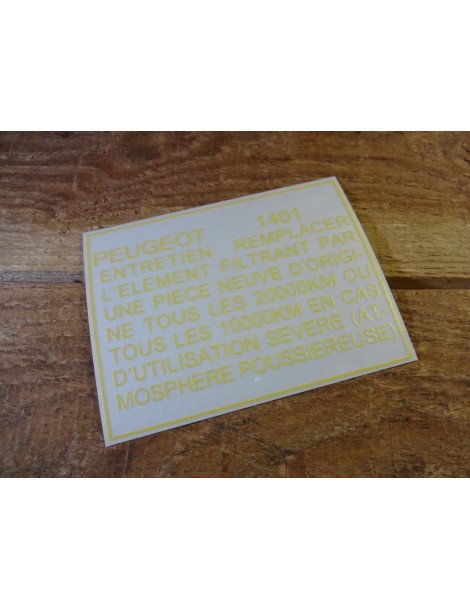 PEUGEOT 1401
ENTRETIEN REMPLACER
L'ELEMENT FILTRANT PAR
UNE PIECE NEUVE D'ORIGI-
NE TOUS LES 20000KM OU
TOUS LES 10000KM EN CAS
D'UTILISATION SEVERE (AT-
MOSPHERE POUSSIEREUSE)